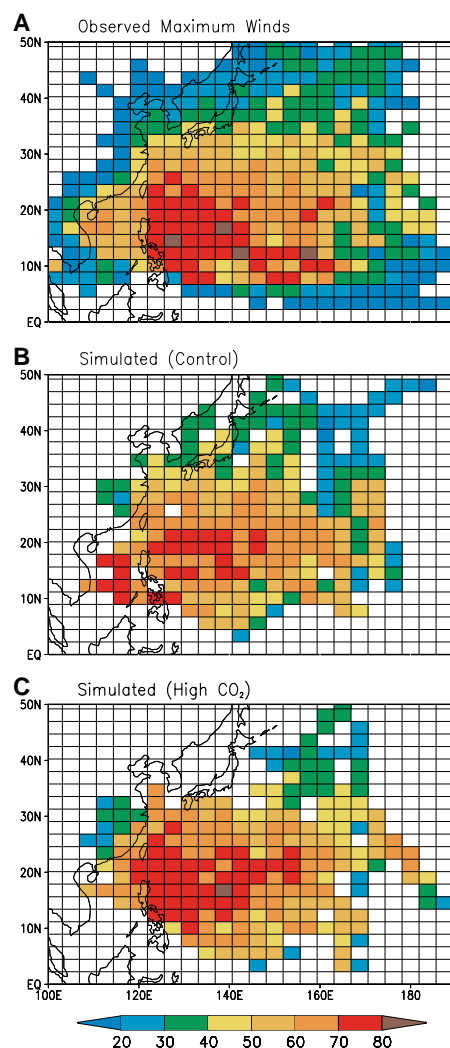 A Observed Maximum Winds
50N
40N
30N
20N
10N
EQ
B Simulated (Control)
50N
40N
30N
20N
10N
EQ
C Simulated (High CO₂)
50N
40N
30N
20N
10N
EQ
100E 120E 140E 160E 180
20 30 40 50 60 70 80